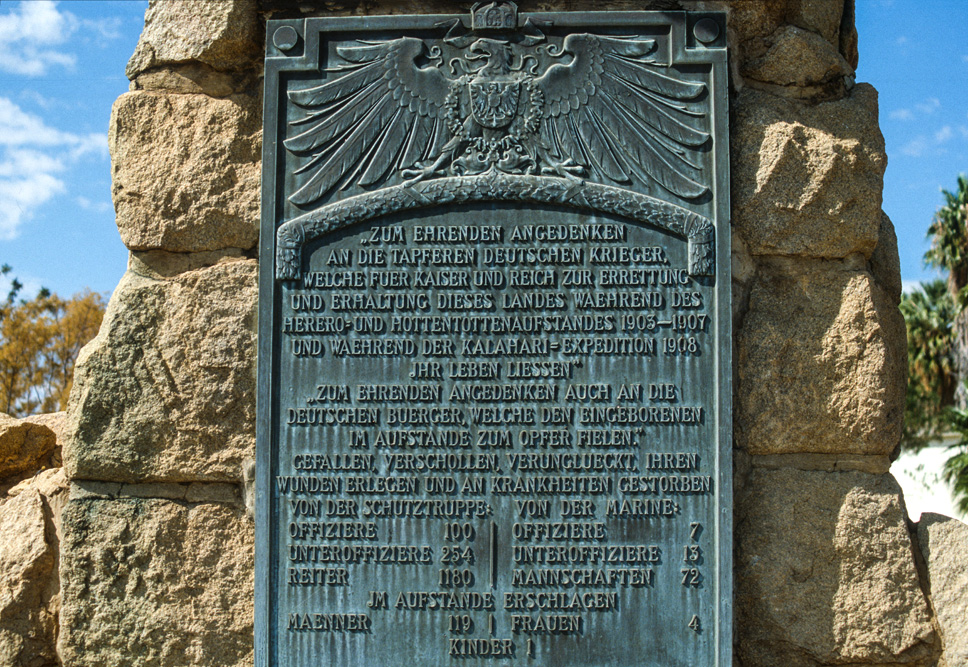 „ZUM EHRENDEN ANGEDENKEN
AN DIE TAPFEREN DEUTSCHEN KRIEGER,
WELCHE FUER KAISER UND REICH ZUR ERRETTUNG
UND ERHALTUNG DIESES LANDES WAEHREND DES
HERERO= UND HOTTENTOTTENAUFSTANDES 1903—1907
UND WAEHREND DER KALAHARI=EXPEDITION 1908
JHR LEBEN LIESSEN“
„ZUM EHRENDEN ANGEDENKEN AUCH AN DIE
DEUTSCHEN BUERGER, WELCHE DEN EINGEBORENEN
IM AUFSTANDE ZUM OPFER FIELEN.“
GEFALLEN, VERSCHOLLEN, VERUNGLUECKT, IHREN
WUNDEN ERLEGEN UND AN KRANKHEITEN GESTORBEN
VON DER SCHUTZTRUPPE: VON DER MARINE:
OFFIZIERE 100 OFFIZIERE 7
UNTEROFFIZIERE 254 UNTEROFFIZIERE 13
REITER 1180 MANNSCHAFTEN 72
JM AUFSTANDE ERSCHLAGEN
MAENNER 119 FRAUEN 4
KINDER 1